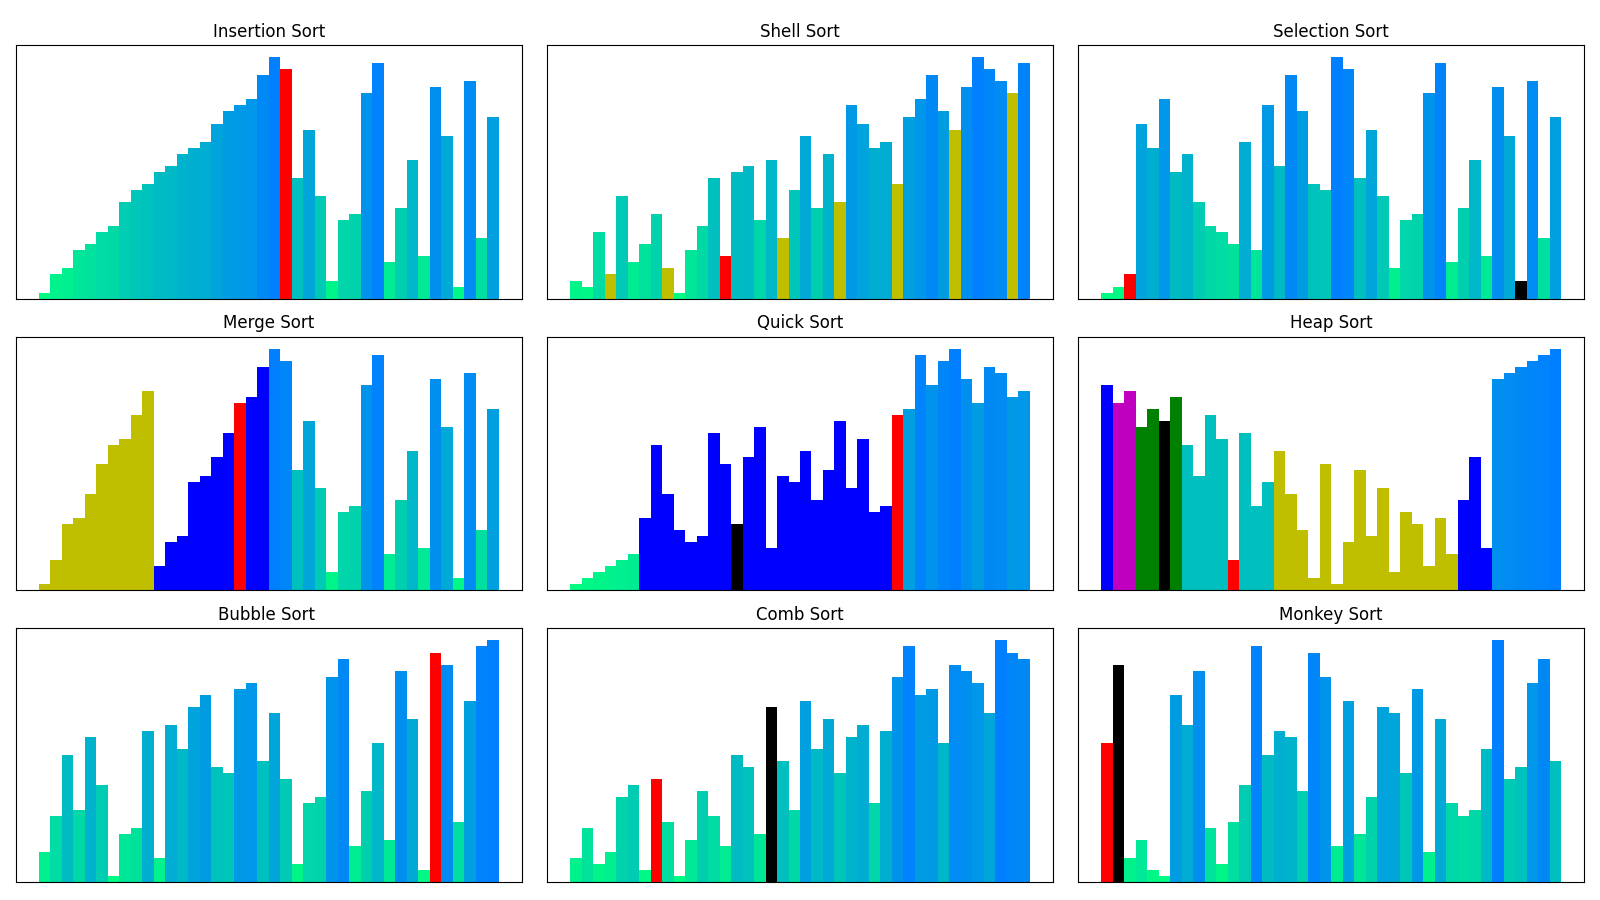 Insertion Sort
Shell Sort
Selection Sort
Merge Sort
Quick Sort
Heap Sort
Bubble Sort
Comb Sort
Monkey Sort